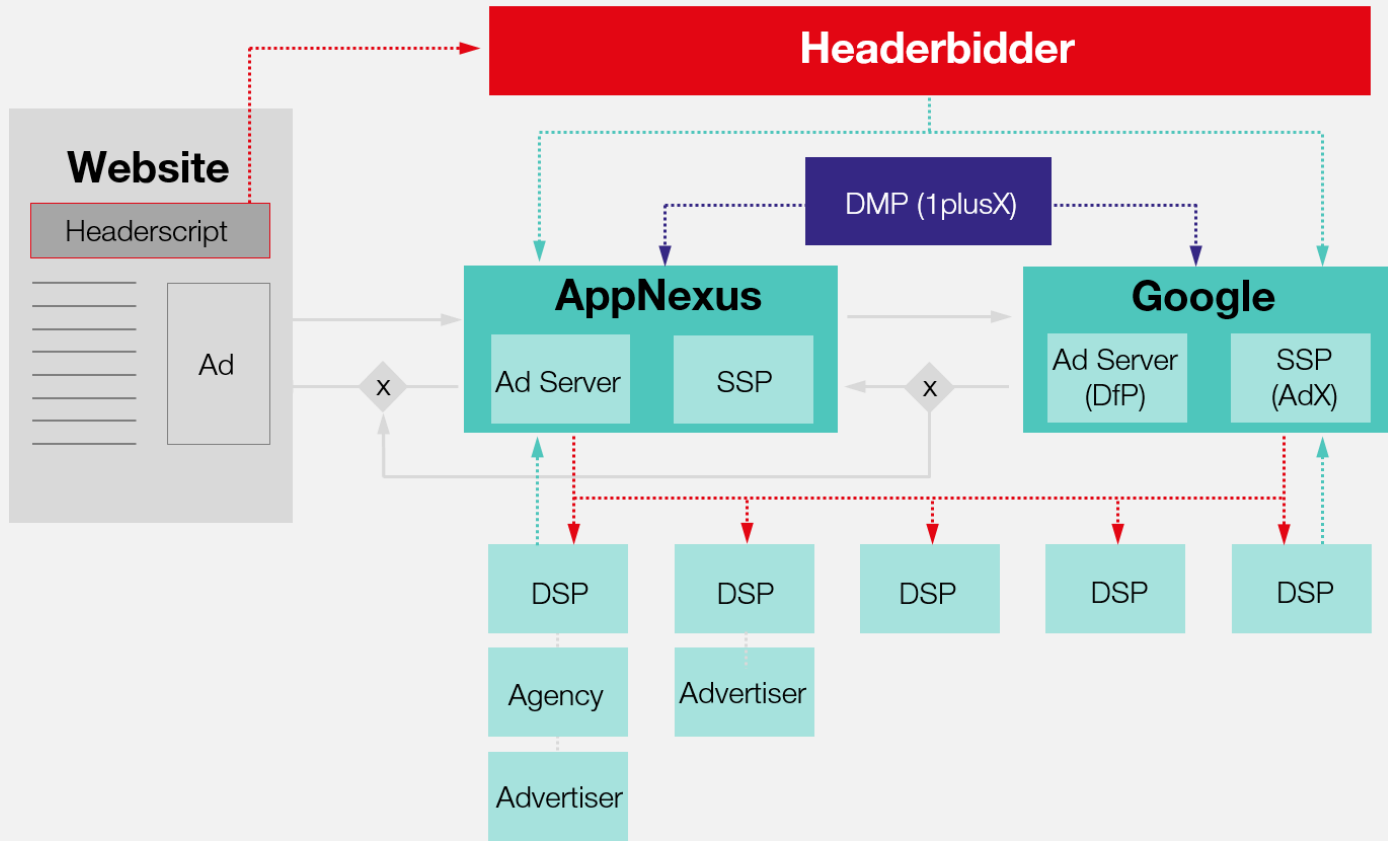 Headerbidder
Website
Headerscript
Ad
DMP (1plusX)
AppNexus
Ad Server
SSP
Google
Ad Server
(DfP)
SSP
(AdX)
x
x
DSP
DSP
DSP
DSP
DSP
Agency
Advertiser
Advertiser